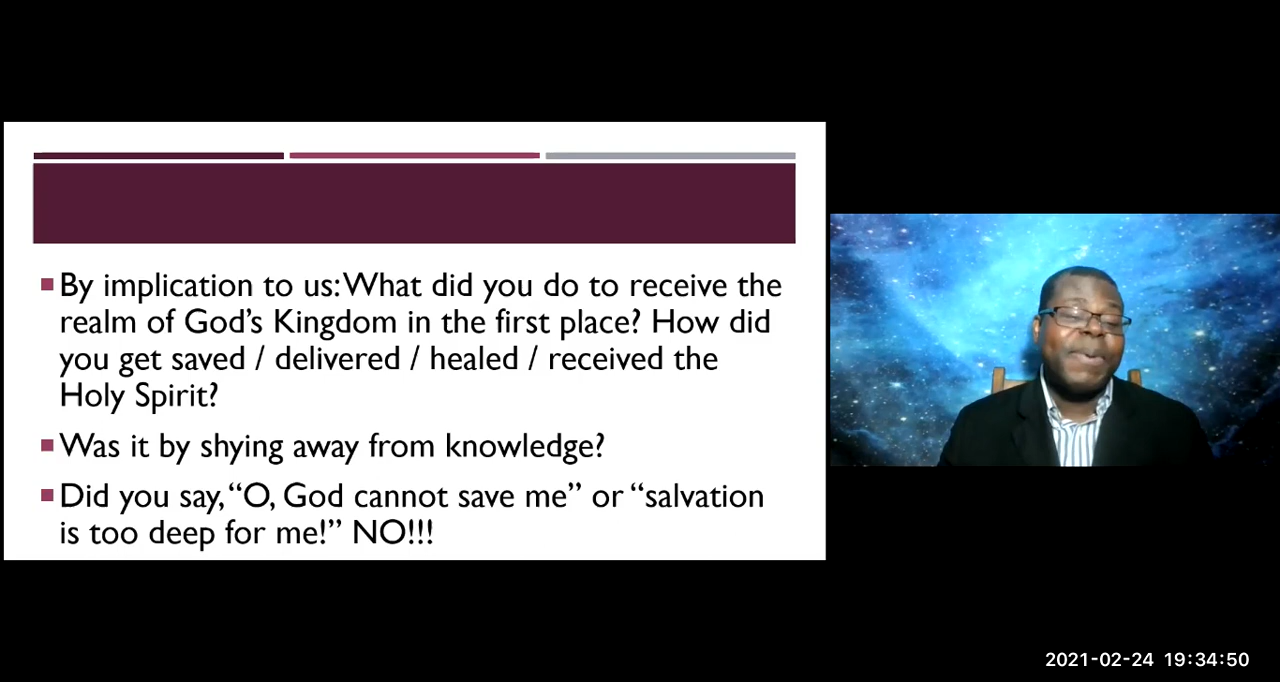 By implication to us: What did you do to receive the
realm of God’s Kingdom in the first place? How did
you get saved / delivered / healed / received the
Holy Spirit?
Was it by shying away from knowledge?
Did you say, “O, God cannot save me” or “salvation
is too deep for me!” NO!!!
2021-02-24 19:34:50